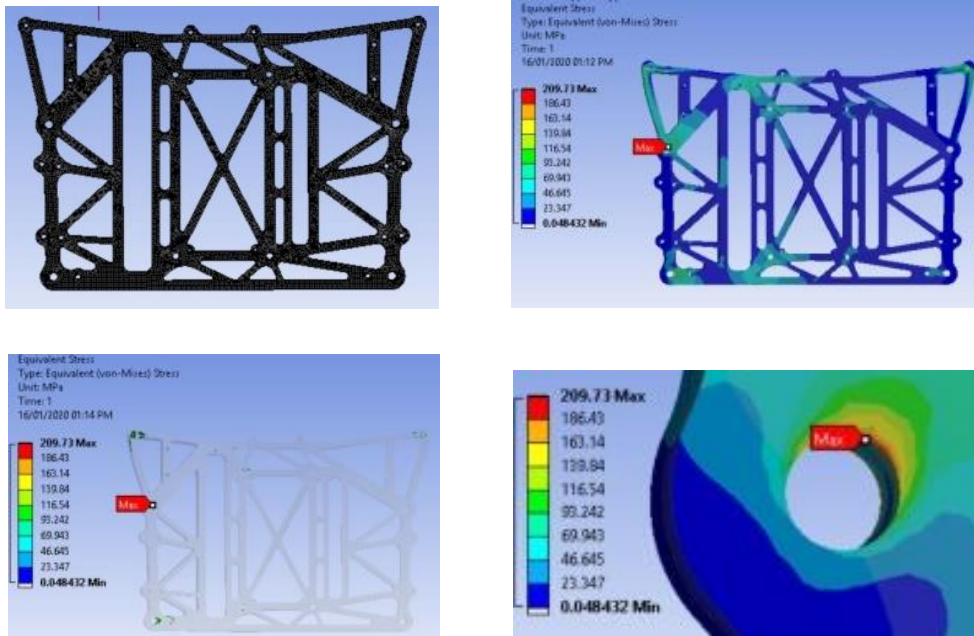 Equivalent Stress
Type: Equivalent (von-Mises) Stress
Unit: MPa
Time: 1
16/01/2020 01:12 PM
209.73 Max
186.43
163.14
139.84
116.54
93.242
69.943
46.645
23.347
0.048432 Min
Max
Equivalent Stress
Type: Equivalent (von-Mises) Stress
Unit: MPa
Time: 1
16/01/2020 01:14 PM
209.73 Max
186.43
163.14
139.84
116.54
93.242
69.943
46.645
23.347
0.048432 Min
Max
209.73 Max
186.43
163.14
139.84
116.54
93.242
69.943
46.645
23.347
0.048432 Min
Max